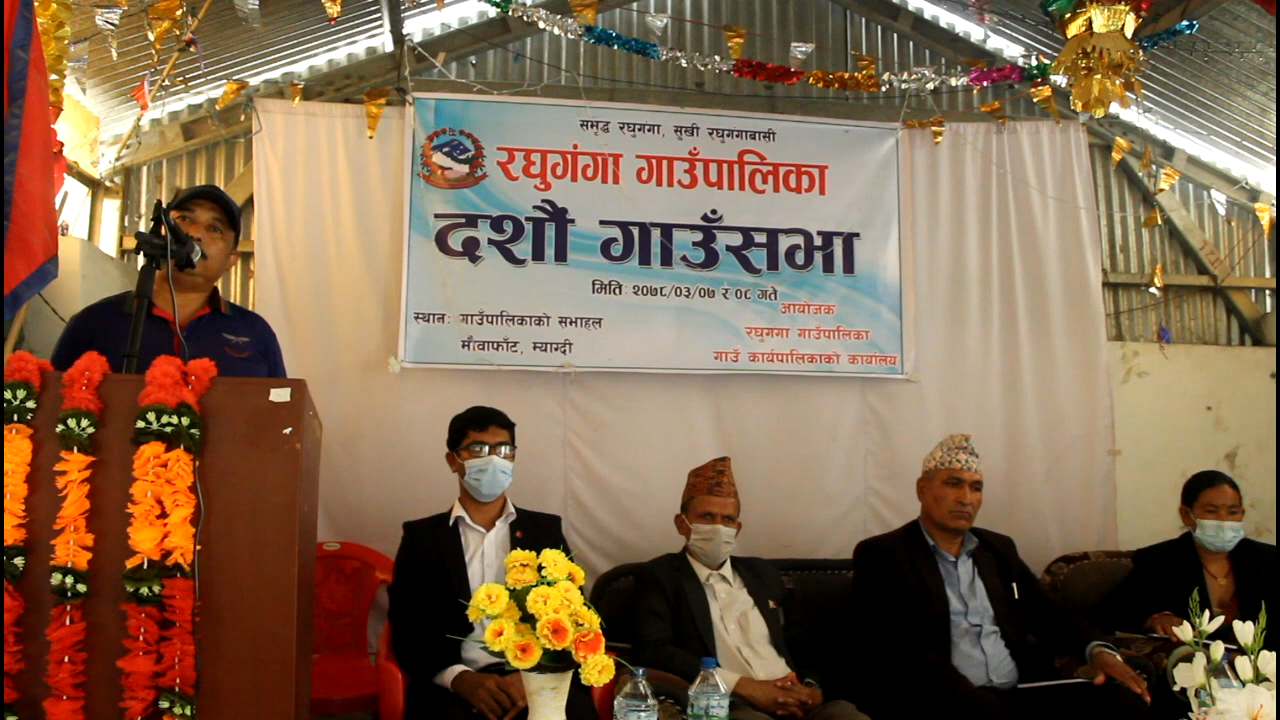 समृद्ध रघुगंगा, सुखी रघुगंगाबासी
रघुगंगा गाउँपालिका
दशौं गाउँसभा
मिति: २०७८/०३/०७ र ०८ गते
स्थान: गाउँपालिकाको सभाहल
मौवाफाँट, म्याग्दी
आयोजक
रघुगंगा गाउँपालिका
गाउँ कार्यपालिकाको कार्यालय